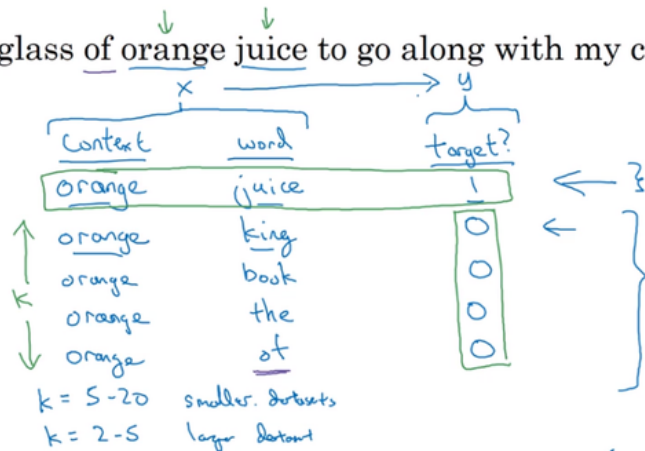 glass of orange juice to go along with my c
x y
context word target?
orange juice 1
orange king 0
orange book 0
k orange the 0
orange of 0
k = 5-20 smaller datasets
k = 2-5 larger dataset